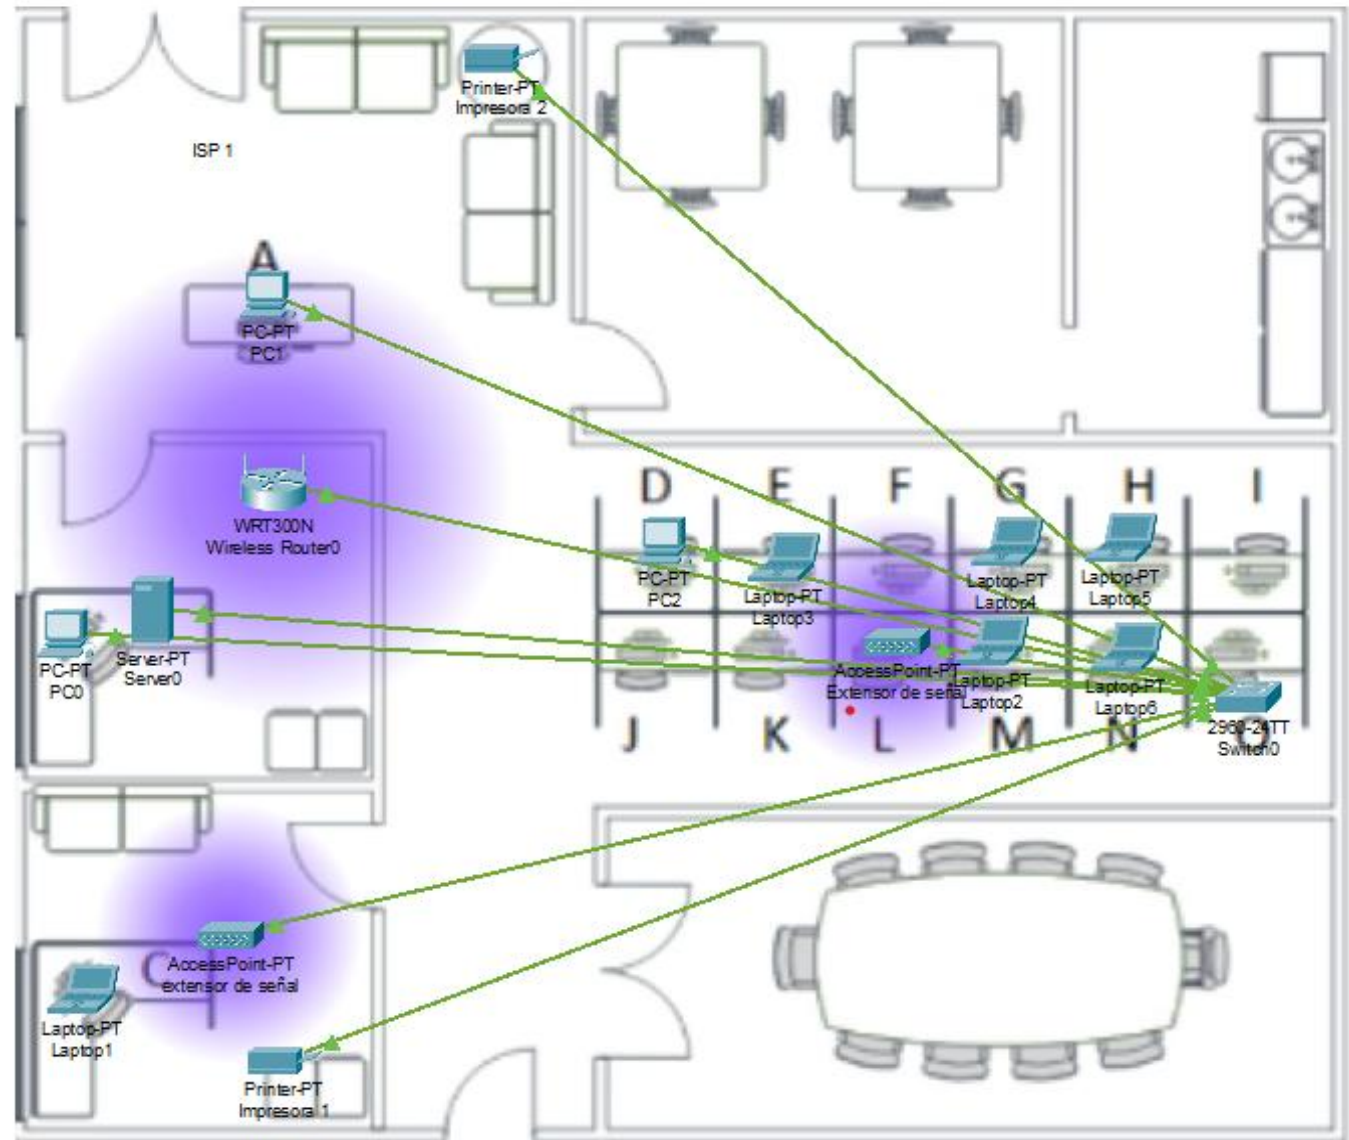 Printer-PT
Impresora 2
ISP 1
A
PC-PT
PC1
D E F G H I
WRT300N
Wireless Router0
PC-PT
PC2
Laptop-PT
Laptop3
Laptop-PT
Laptop4
Laptop-PT
Laptop5
PC-PT
PC0
Server-PT
Server0
AccessPoint-PT
Extensor de señal
Laptop-PT
Laptop2
Laptop-PT
Laptop6
2960-24TT
Switch0
J K L M N O
C
AccessPoint-PT
extensor de señal
Laptop-PT
Laptop1
Printer-PT
Impresora 1